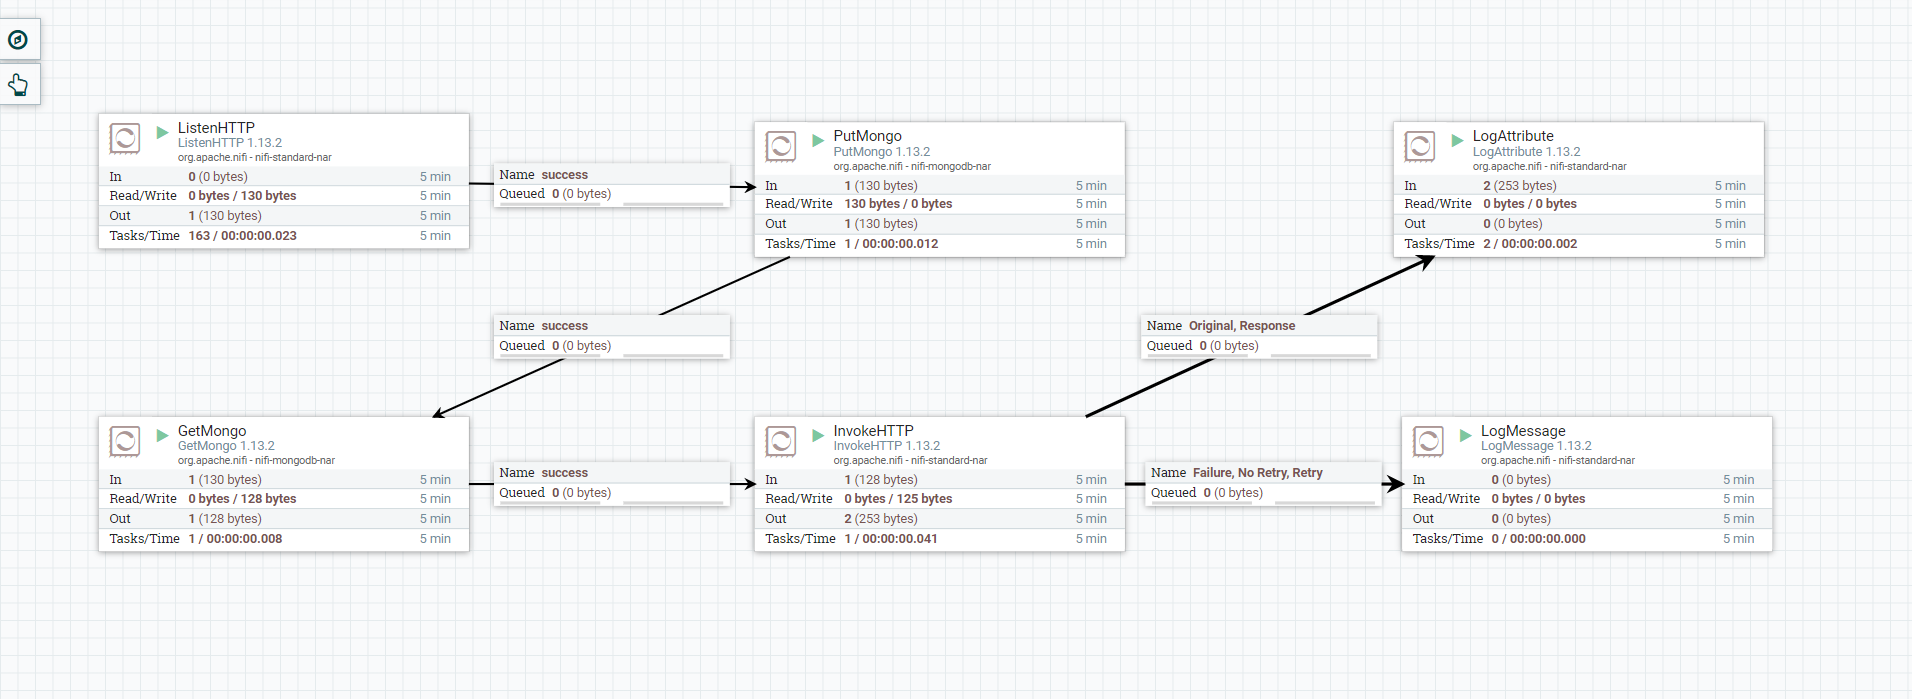 ListenHTTP
ListenHTTP 1.13.2
org.apache.nifi - nifi-standard-nar
In 0 (0 bytes) 5 min
Read/Write 0 bytes / 130 bytes 5 min
Out 1 (130 bytes) 5 min
Tasks/Time 163 / 00:00:00.023 5 min
Name success
Queued 0 (0 bytes)
PutMongo
PutMongo 1.13.2
org.apache.nifi - nifi-mongodb-nar
In 1 (130 bytes) 5 min
Read/Write 130 bytes / 0 bytes 5 min
Out 1 (130 bytes) 5 min
Tasks/Time 1 / 00:00:00.012 5 min
LogAttribute
LogAttribute 1.13.2
org.apache.nifi - nifi-standard-nar
In 2 (253 bytes) 5 min
Read/Write 0 bytes / 0 bytes 5 min
Out 0 (0 bytes) 5 min
Tasks/Time 2 / 00:00:00.002 5 min
Name success
Queued 0 (0 bytes)
Name Original, Response
Queued 0 (0 bytes)
GetMongo
GetMongo 1.13.2
org.apache.nifi - nifi-mongodb-nar
In 1 (130 bytes) 5 min
Read/Write 0 bytes / 128 bytes 5 min
Out 1 (128 bytes) 5 min
Tasks/Time 1 / 00:00:00.008 5 min
Name success
Queued 0 (0 bytes)
InvokeHTTP
InvokeHTTP 1.13.2
org.apache.nifi - nifi-standard-nar
In 1 (128 bytes) 5 min
Read/Write 0 bytes / 125 bytes 5 min
Out 2 (253 bytes) 5 min
Tasks/Time 1 / 00:00:00.041 5 min
Name Failure, No Retry, Retry
Queued 0 (0 bytes)
LogMessage
LogMessage 1.13.2
org.apache.nifi - nifi-standard-nar
In 0 (0 bytes) 5 min
Read/Write 0 bytes / 0 bytes 5 min
Out 0 (0 bytes) 5 min
Tasks/Time 0 / 00:00:00.000 5 min